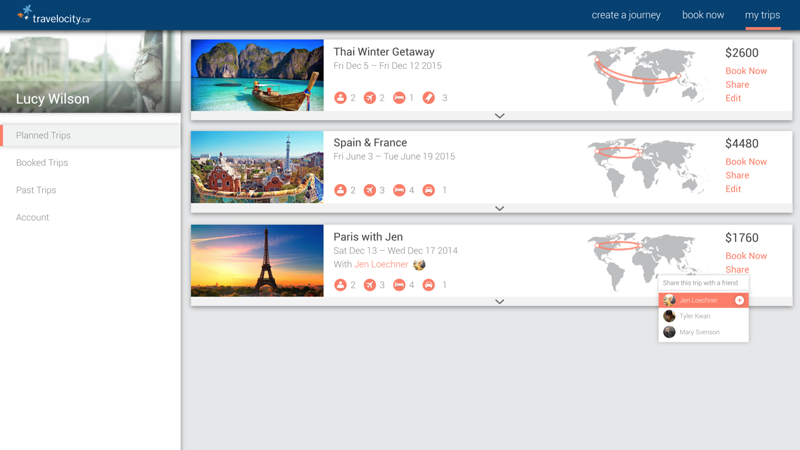 travelocity.car
create a journey
book now
my trips
Lucy Wilson
Planned Trips
Booked Trips
Past Trips
Account
Thai Winter Getaway
Fri Dec 5 – Fri Dec 12 2015
2 2 1 3
$2600
Book Now
Share
Edit
Spain & France
Fri June 3 – Tue June 19 2015
2 3 4 1
$4480
Book Now
Share
Edit
Paris with Jen
Sat Dec 13 – Wed Dec 17 2014
With Jen Loechner
2 3 4 1
$1760
Book Now
Share
Share this trip with a friend
Jen Loechner
Tyler Kwan
Mary Svenson